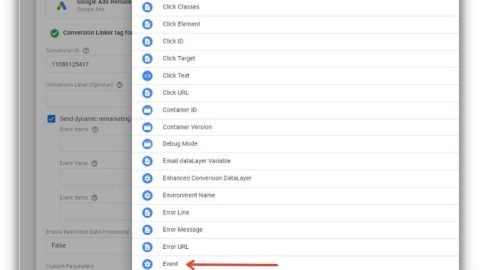 Google Ads Remark
Google Ads
Conversion Linker tag fo
Conversion ID
11080125417
Conversion Label (Optional)
Send dynamic remarketing
Event Name
Event Value
Event Items
Enable Restricted Data Processing
False
Custom Parameters
Click Classes
Click Element
Click ID
Click Target
Click Text
Click URL
Container ID
Container Version
Debug Mode
Email dataLayer Variable
Enhanced Conversion DataLayer
Environment Name
Error Line
Error Message
Error URL
Event